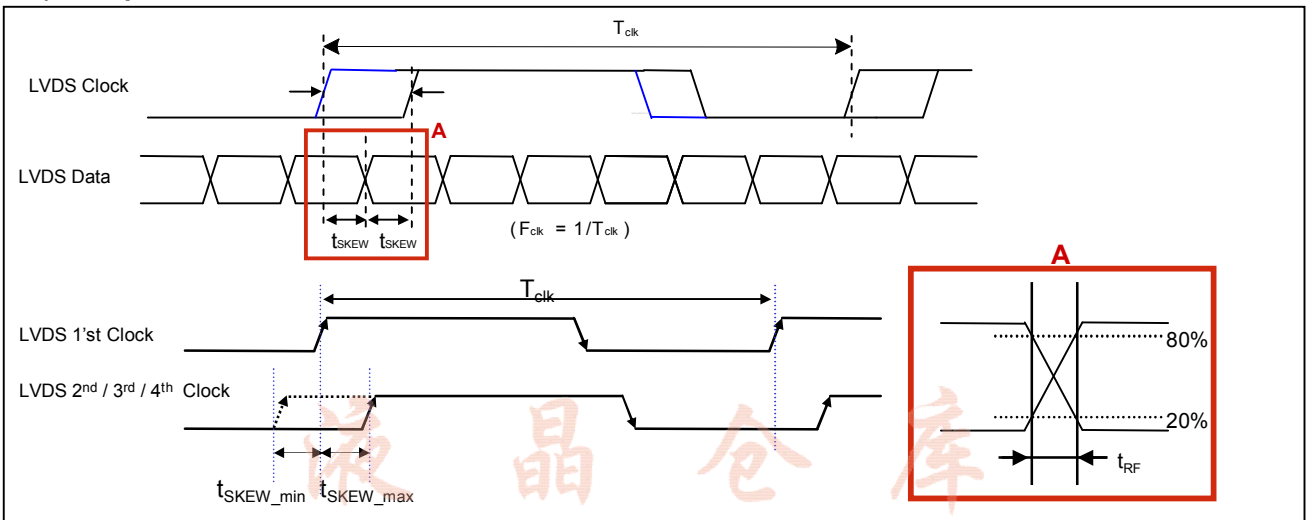 Tclk
LVDS Clock
A
LVDS Data
tSKEW tSKEW
( Fclk = 1/Tclk )
A
Tclk
LVDS 1'st Clock
80%
LVDS 2nd / 3rd / 4th Clock
20%
tRF
tSKEW_min tSKEW_max
液晶仓库